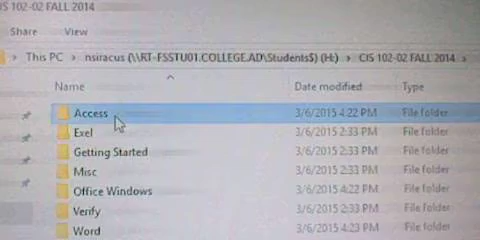 CIS 102-02 FALL 2014
Share View
This PC > nsiracus (\\RT-FSSTU01.COLLEGE.AD\Students$) (H:) > CIS 102-02 FALL 2014 >
Name Date modified Type
Access 3/6/2015 4:22 PM File folder
Exel 3/6/2015 2:33 PM File folder
Getting Started 3/6/2015 2:33 PM File folder
Misc 3/6/2015 2:33 PM File folder
Office Windows 3/6/2015 4:22 PM File folder
Verify 3/6/2015 2:33 PM File folder
Word 3/6/2015 4:23 PM File folder